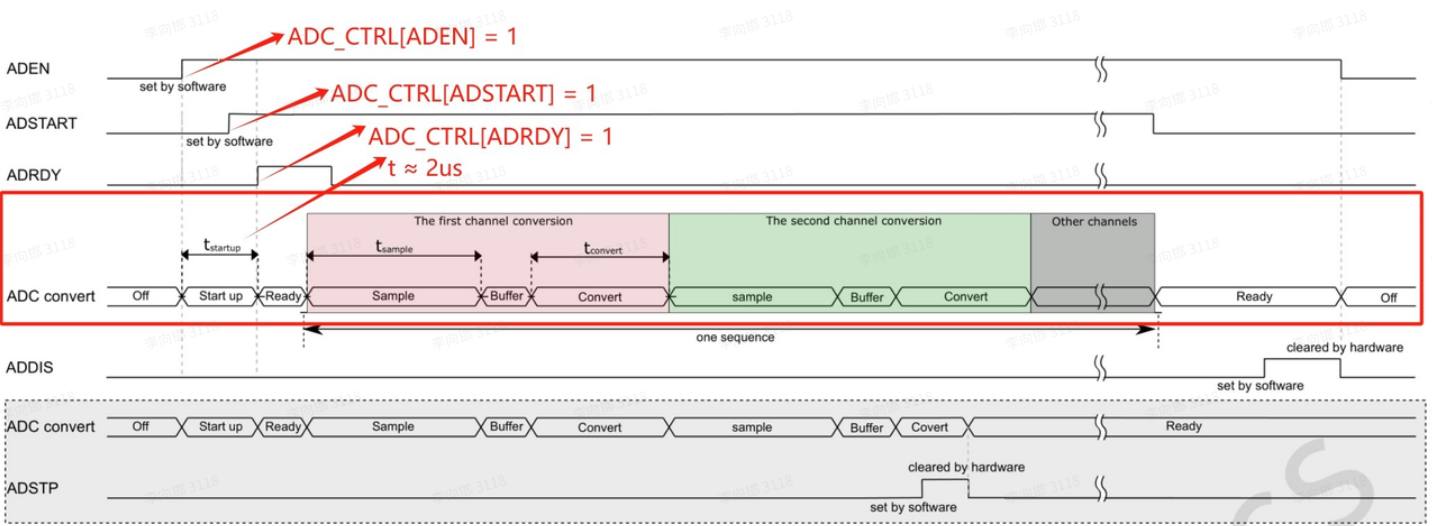 ADC_CTRL[ADEN] = 1
ADEN
set by software
ADC_CTRL[ADSTART] = 1
ADSTART
set by software
ADC_CTRL[ADRDY] = 1
t ≈ 2us
ADRDY
The first channel conversion
The second channel conversion
Other channels
tstartup
tsample
tconvert
ADC convert
Off
Start up
Ready
Sample
Buffer
Convert
sample
Buffer
Convert
Ready
Off
one sequence
cleared by hardware
ADDIS
set by software
ADC convert
Off
Start up
Ready
Sample
Buffer
Convert
sample
Buffer
Covert
Ready
cleared by hardware
ADSTP
set by software
CS